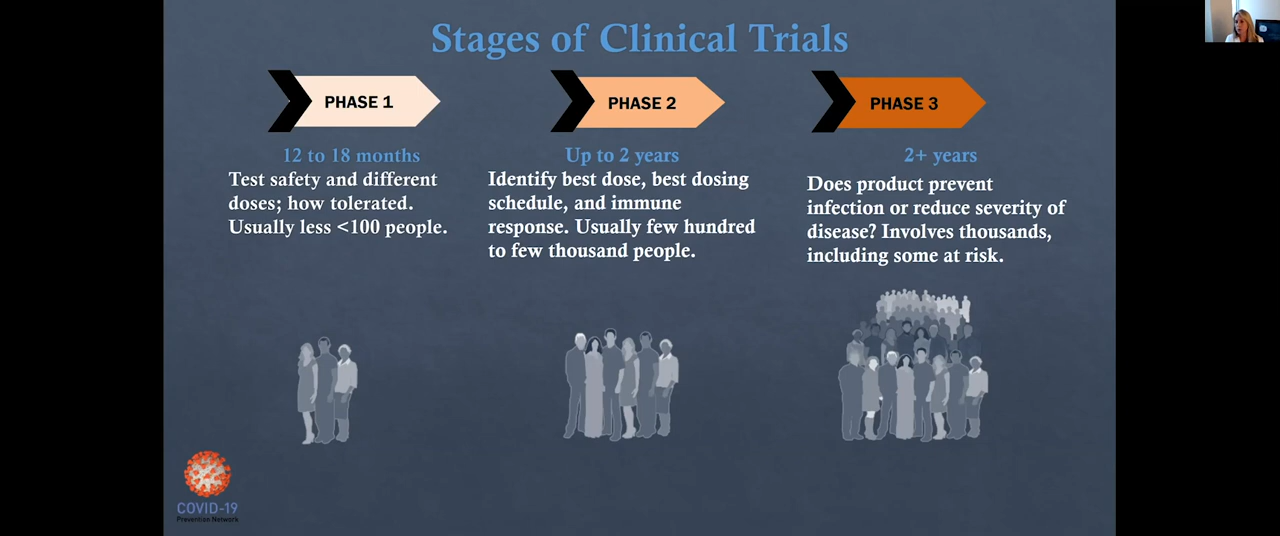 Stages of Clinical Trials
PHASE 1
12 to 18 months
Test safety and different
doses; how tolerated.
Usually less <100 people.
PHASE 2
Up to 2 years
Identify best dose, best dosing
schedule, and immune
response. Usually few hundred
to few thousand people.
PHASE 3
2+ years
Does product prevent
infection or reduce severity of
disease? Involves thousands,
including some at risk.
COVID-19
Prevention Network